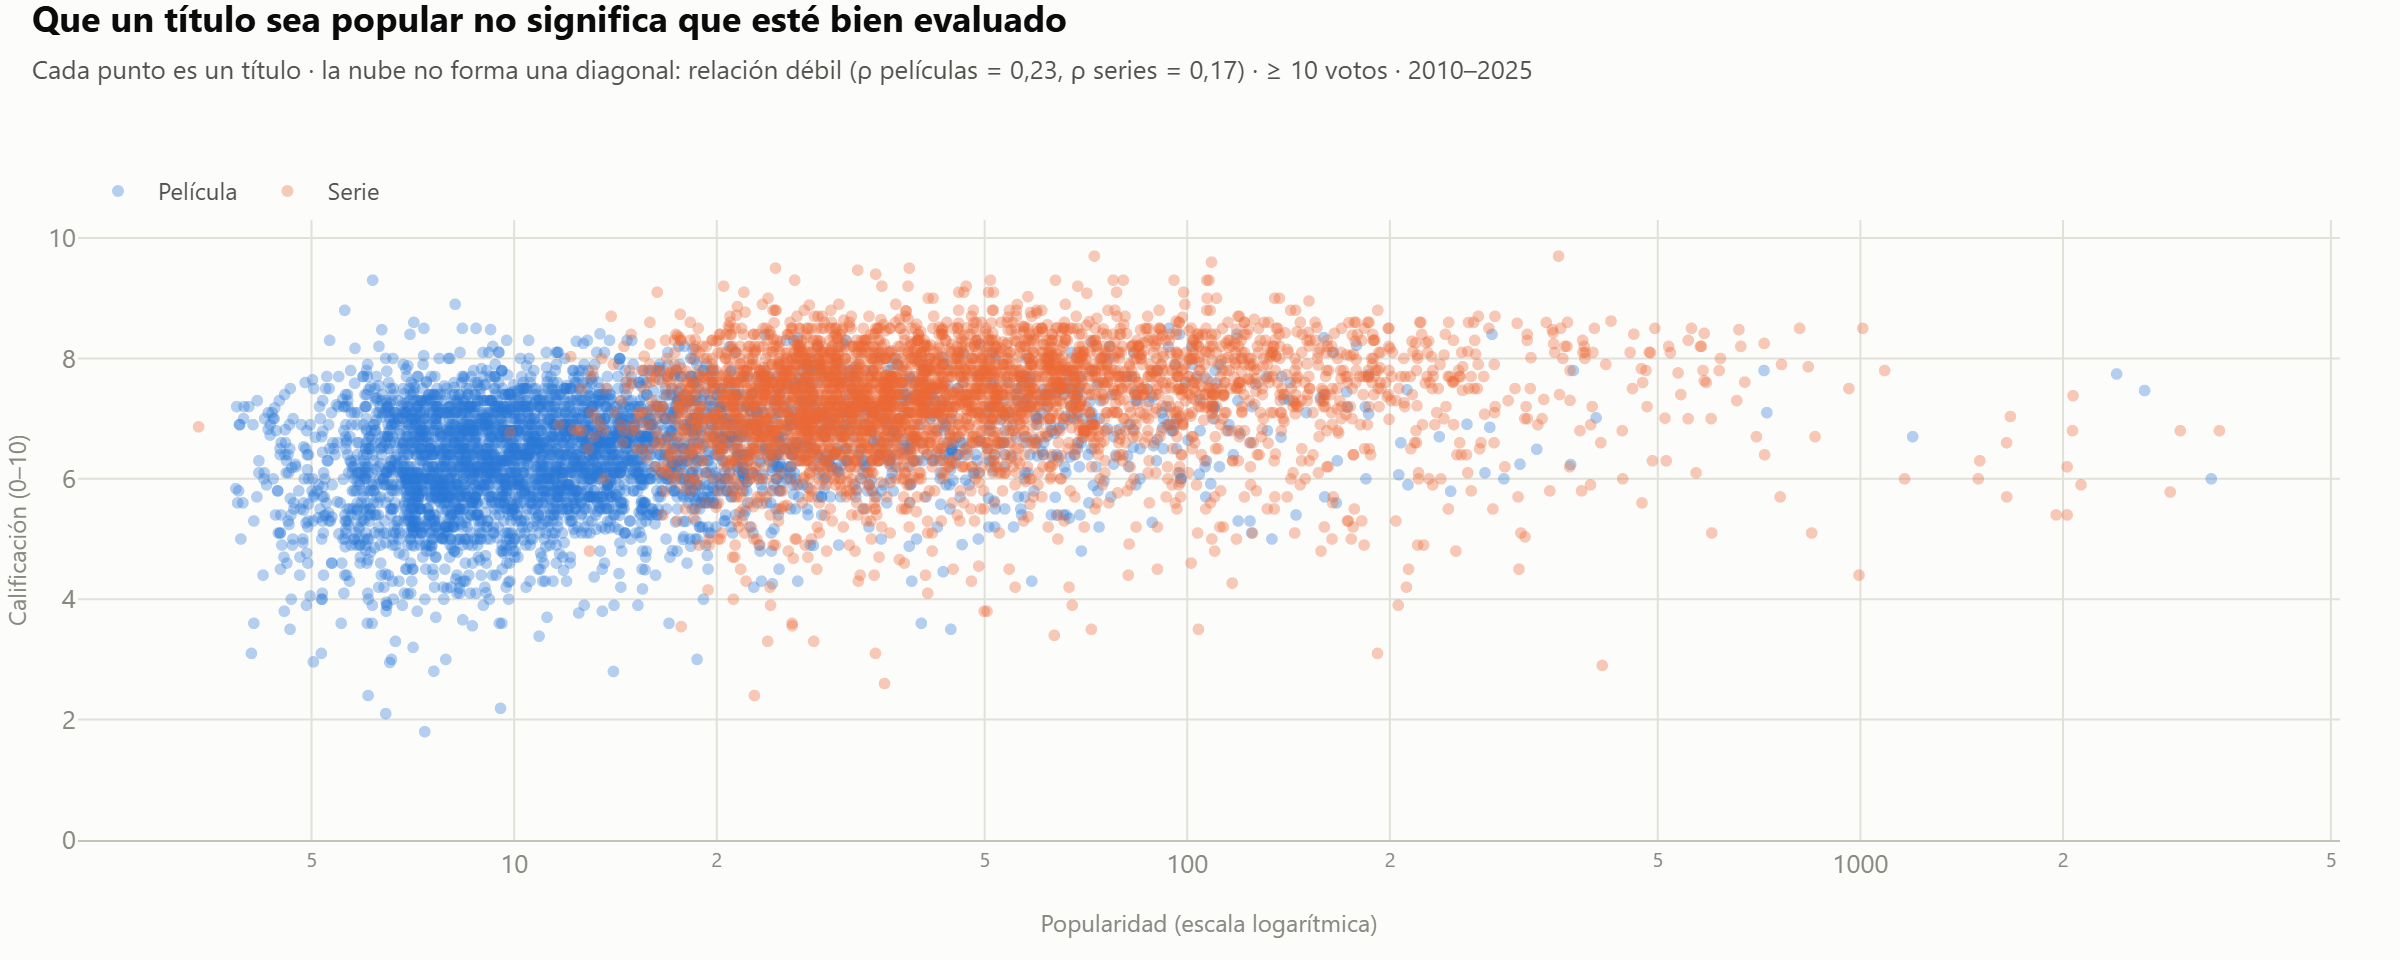 Que un título sea popular no significa que esté bien evaluado
Cada punto es un título · la nube no forma una diagonal: relación débil (ρ películas = 0,23, ρ series = 0,17) · ≥ 10 votos · 2010–2025
Película Serie
Calificación (0–10)
10
8
6
4
2
0
5 10 2 5 100 2 5 1000 2 5
Popularidad (escala logarítmica)